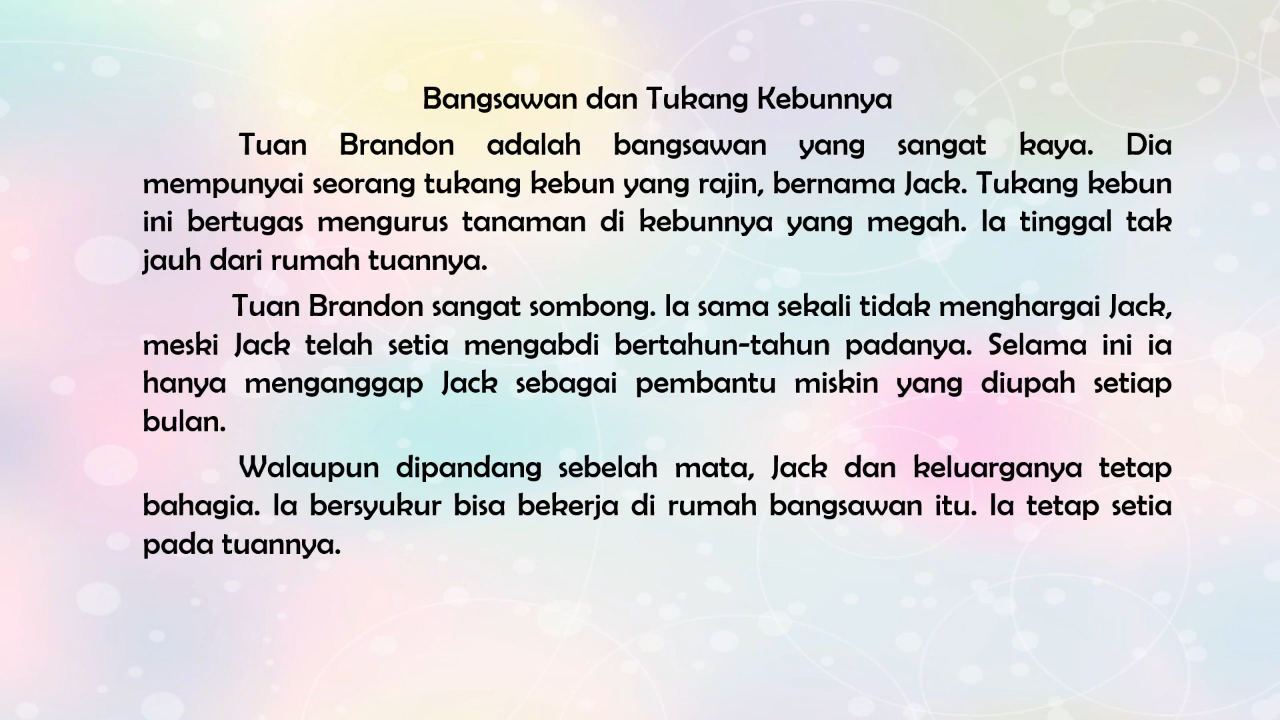 Bangsawan dan Tukang Kebunnya
Tuan Brandon adalah bangsawan yang sangat kaya. Dia
mempunyai seorang tukang kebun yang rajin, bernama Jack. Tukang kebun
ini bertugas mengurus tanaman di kebunnya yang megah. Ia tinggal tak
jauh dari rumah tuannya.
Tuan Brandon sangat sombong. Ia sama sekali tidak menghargai Jack,
meski Jack telah setia mengabdi bertahun-tahun padanya. Selama ini ia
hanya menganggap Jack sebagai pembantu miskin yang diupah setiap
bulan.
Walaupun dipandang sebelah mata, Jack dan keluarganya tetap
bahagia. Ia bersyukur bisa bekerja di rumah bangsawan itu. Ia tetap setia
pada tuannya.